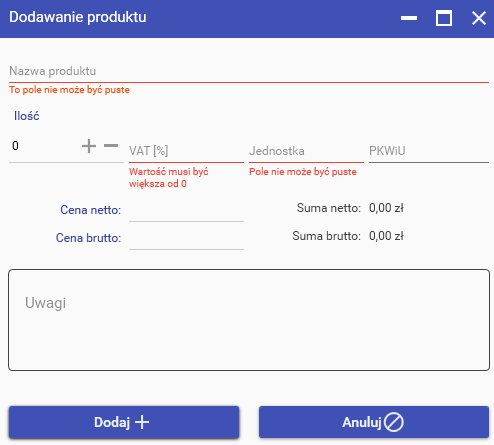 Dodawanie produktu
Nazwa produktu
To pole nie może być puste
Ilość
0
VAT [%]
Jednostka
PKWiU
Wartość musi być
większa od 0
Pole nie może być puste
Cena netto:
Suma netto: 0,00 zł
Cena brutto:
Suma brutto: 0,00 zł
Uwagi
Dodaj
Anuluj